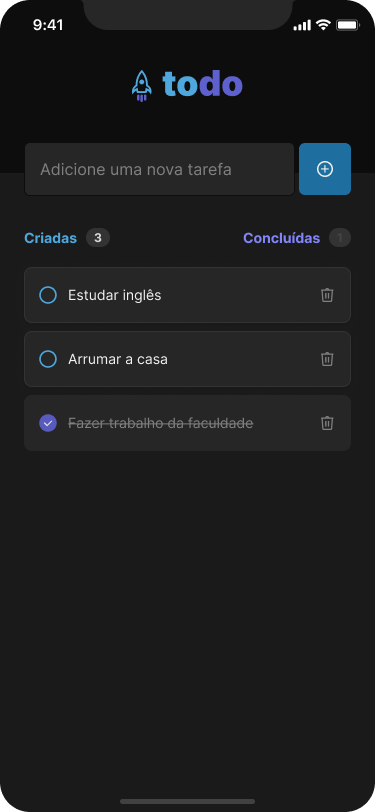 9:41
todo
Adicione uma nova tarefa
Criadas 3 Concluídas 1
Estudar inglês
Arrumar a casa
Fazer trabalho da faculdade